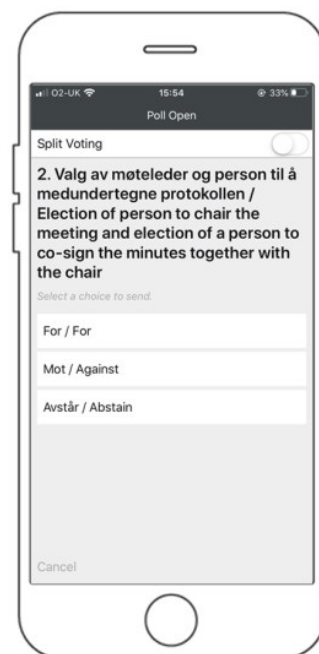 O2-UK 15:54 33%
Poll Open
Split Voting
2. Valg av møteleder og person til å
medundertegne protokollen /
Election of person to chair the
meeting and election of a person to
co-sign the minutes together with
the chair
Select a choice to send.
For / For
Mot / Against
Avstår / Abstain
Cancel